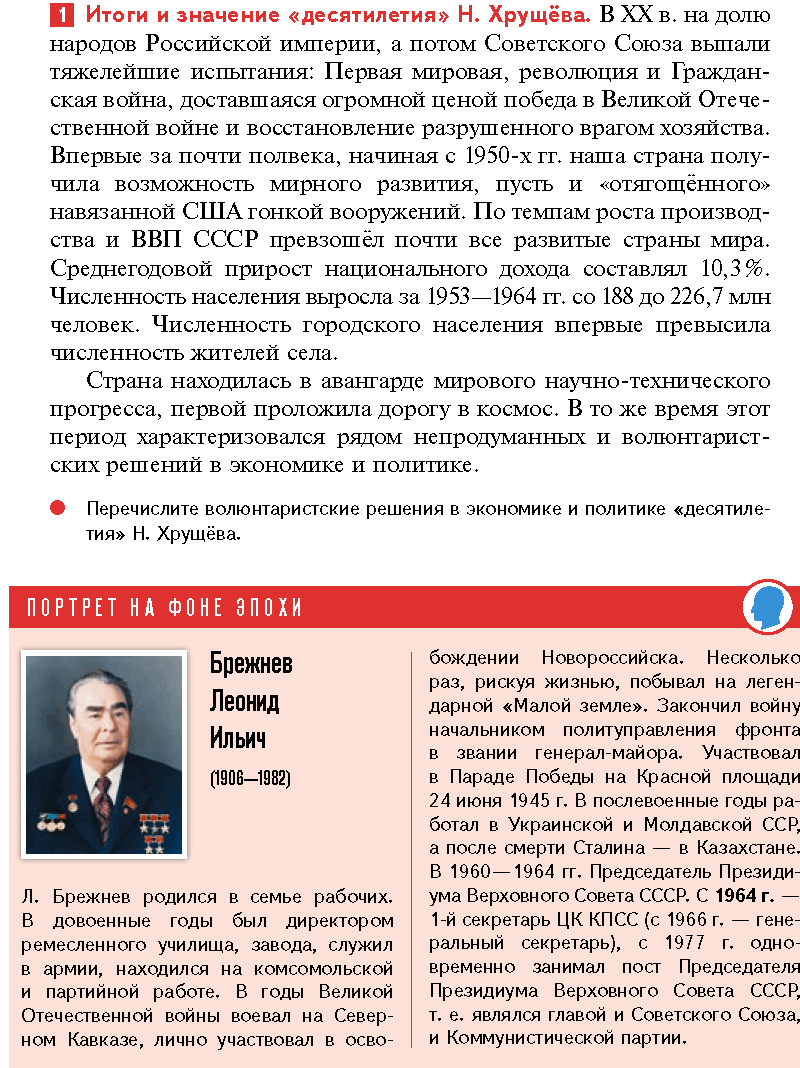 1 Итоги и значение «десятилетия» Н. Хрущёва. В XX в. на долю
народов Российской империи, а потом Советского Союза выпали
тяжелейшие испытания: Первая мировая, революция и Граждан-
ская война, доставшаяся огромной ценой победа в Великой Отече-
ственной войне и восстановление разрушенного врагом хозяйства.
Впервые за почти полвека, начиная с 1950-х гг. наша страна полу-
чила возможность мирного развития, пусть и «отягощённого»
навязанной США гонкой вооружений. По темпам роста производ-
ства и ВВП СССР превзошёл почти все развитые страны мира.
Среднегодовой прирост национального дохода составлял 10,3%.
Численность населения выросла за 1953—1964 гг. со 188 до 226,7 млн
человек. Численность городского населения впервые превысила
численность жителей села.
Страна находилась в авангарде мирового научно-технического
прогресса, первой проложила дорогу в космос. В то же время этот
период характеризовался рядом непродуманных и волюнтарист-
ских решений в экономике и политике.
Перечислите волюнтаристские решения в экономике и политике «десятиле-
тия» Н. Хрущёва.
ПОРТРЕТ НА ФОНЕ ЭПОХИ
Брежнев
Леонид
Ильич
(1906—1982)
Л. Брежнев родился в семье рабочих.
В довоенные годы был директором
ремесленного училища, завода, служил
в армии, находился на комсомольской
и партийной работе. В годы Великой
Отечественной войны воевал на Север-
ном Кавказе, лично участвовал в осво-
бождении Новороссийска. Несколько
раз, рискуя жизнью, побывал на леген-
дарной «Малой земле». Закончил войну
начальником политуправления фронта
в звании генерал-майора. Участвовал
в Параде Победы на Красной площади
24 июня 1945 г. В послевоенные годы ра-
ботал в Украинской и Молдавской ССР,
а после смерти Сталина — в Казахстане.
В 1960—1964 гг. Председатель Президи-
ума Верховного Совета СССР. С 1964 г. —
1-й секретарь ЦК КПСС (с 1966 г. — гене-
ральный секретарь), с 1977 г. одно-
временно занимал пост Председателя
Президиума Верховного Совета СССР,
т. е. являлся главой и Советского Союза,
и Коммунистической партии.